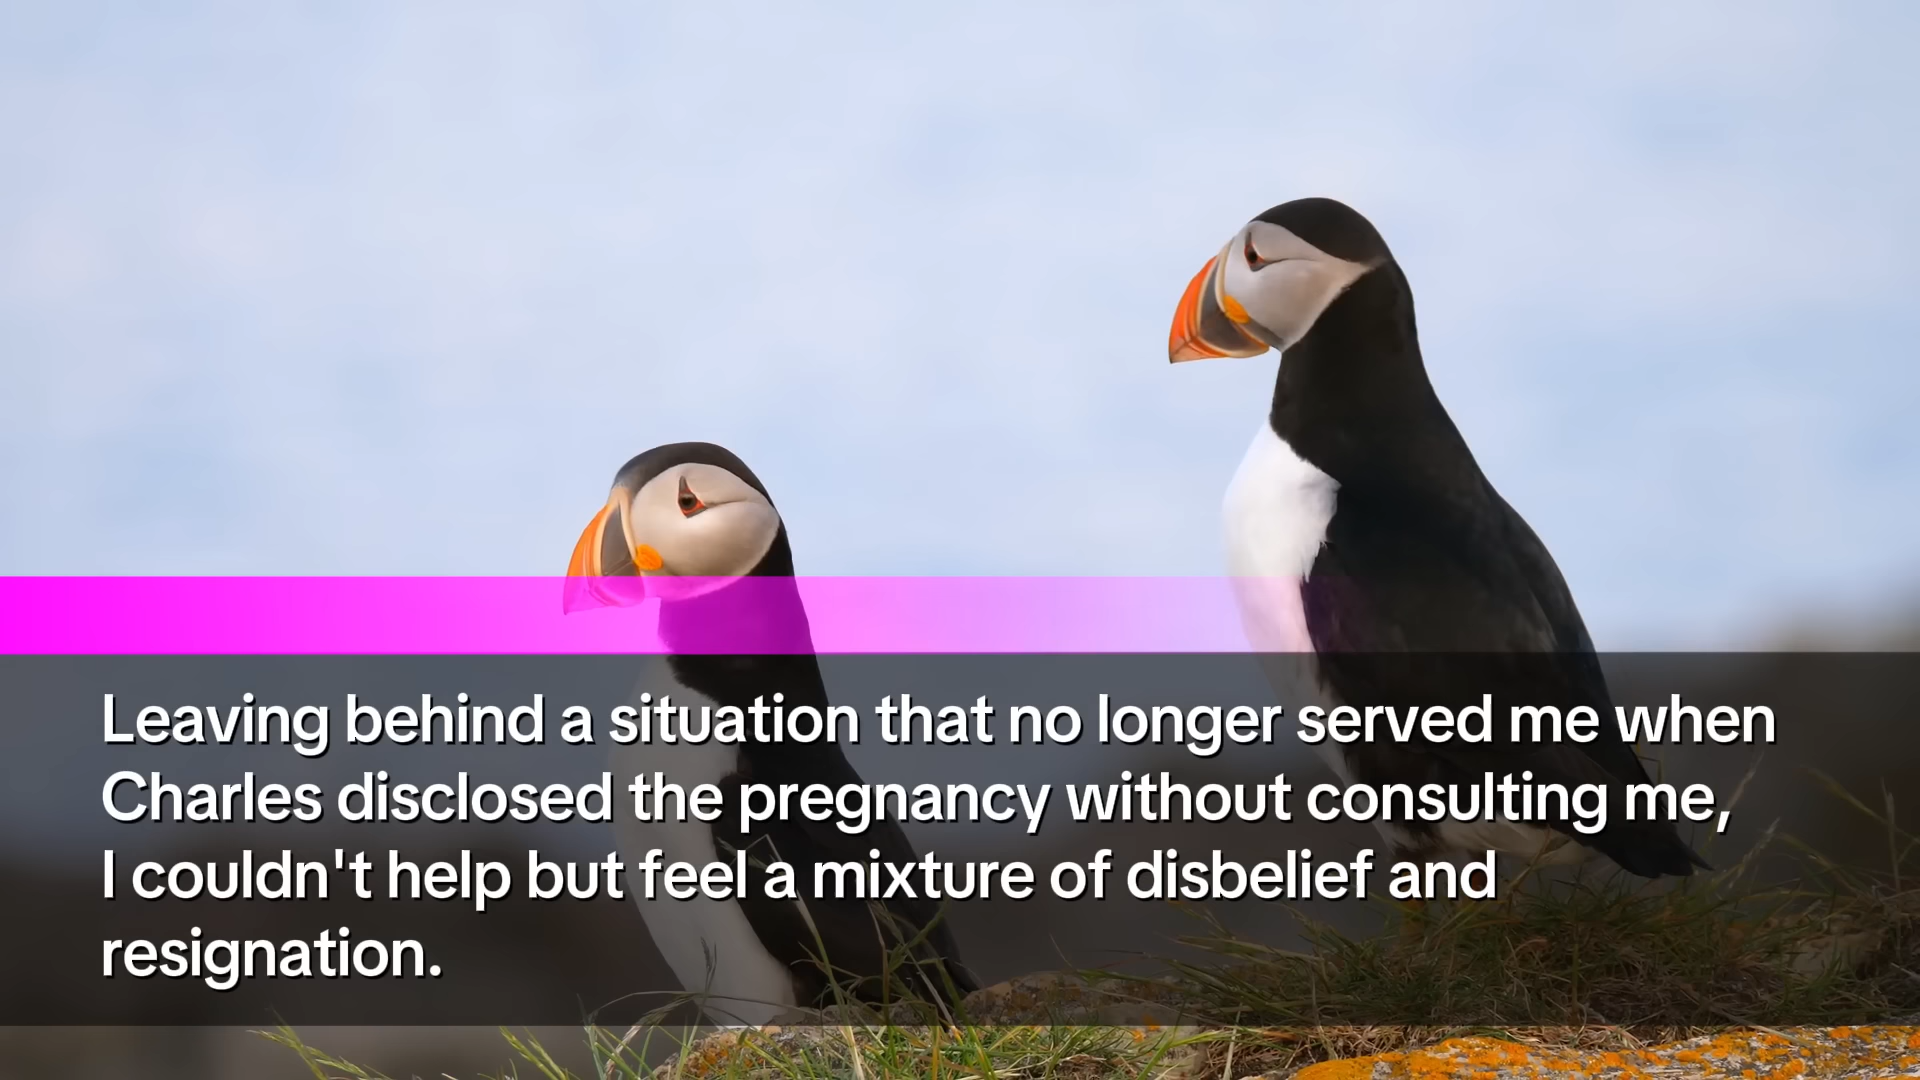 Leaving behind a situation that no longer served me when
Charles disclosed the pregnancy without consulting me,
I couldn't help but feel a mixture of disbelief and
resignation.